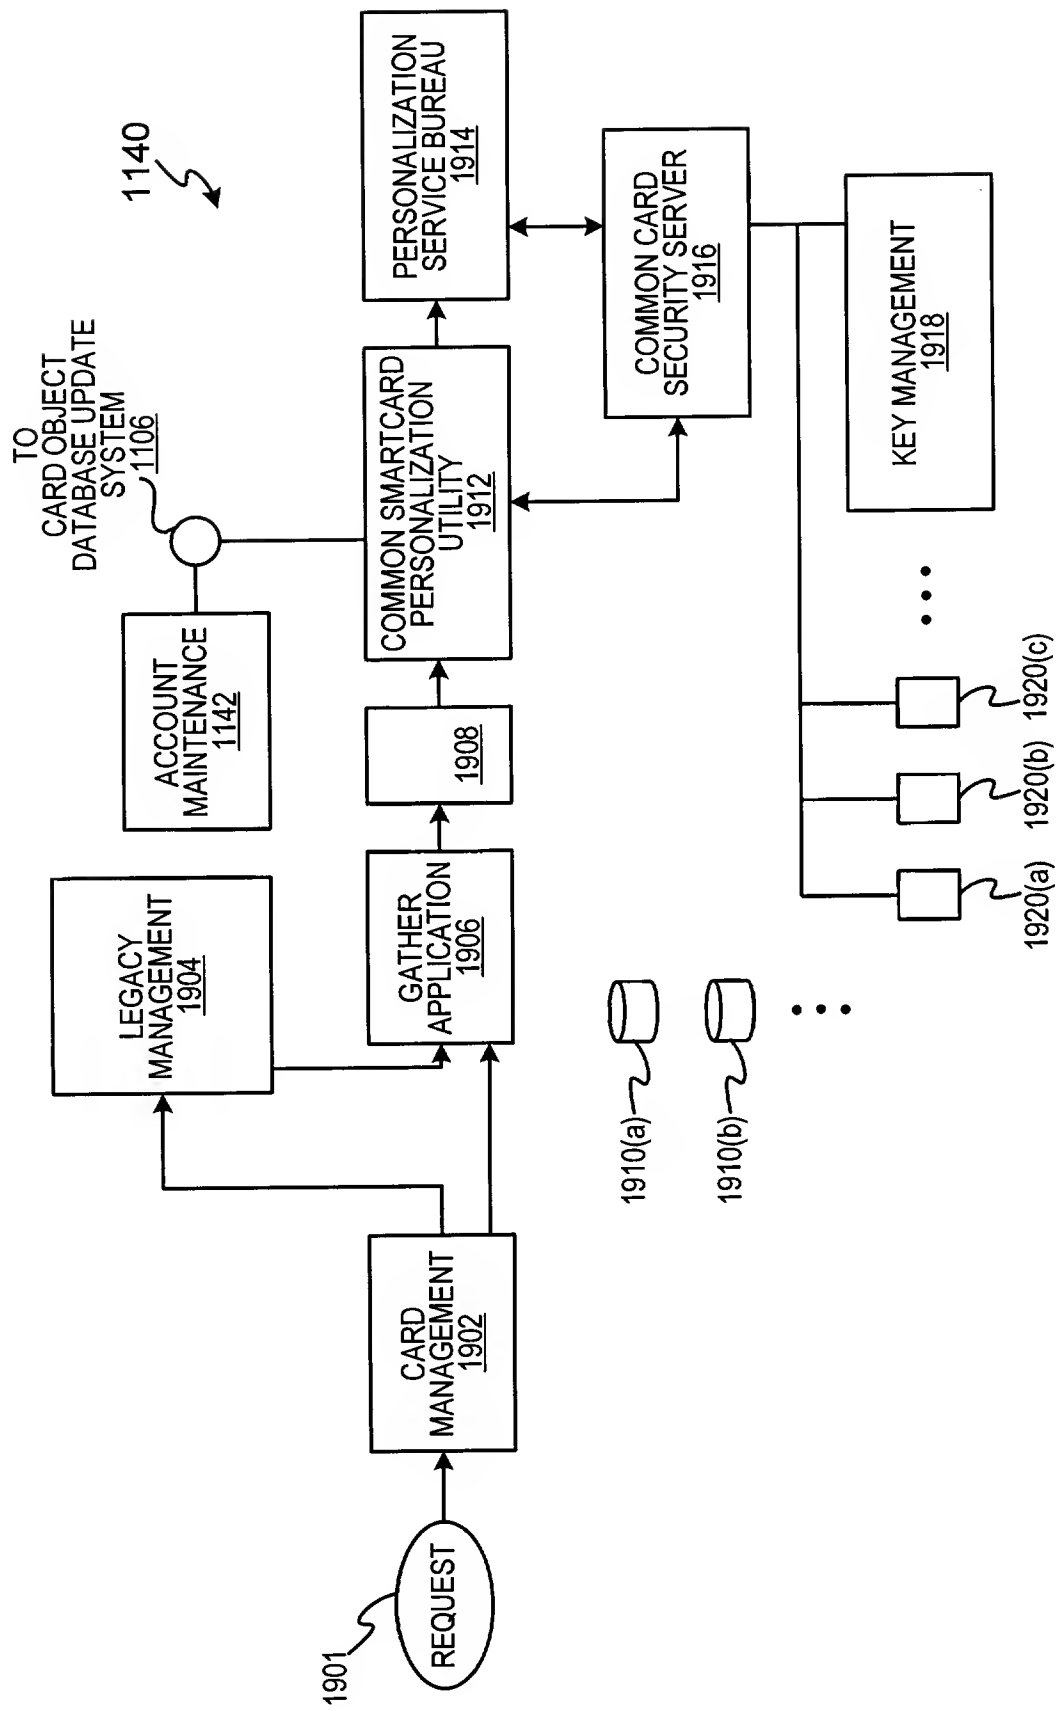 1140
TO
CARD OBJECT
DATABASE UPDATE
SYSTEM
1106
ACCOUNT
MAINTENANCE
1142
LEGACY
MANAGEMENT
1904
1901
REQUEST
CARD
MANAGEMENT
1902
GATHER
APPLICATION
1906
1908
COMMON SMARTCARD
PERSONALIZATION
UTILITY
1912
PERSONALIZATION
SERVICE BUREAU
1914
COMMON CARD
SECURITY SERVER
1916
1910(a)
1910(b)
KEY MANAGEMENT
1918
1920(a)
1920(b)
1920(c)